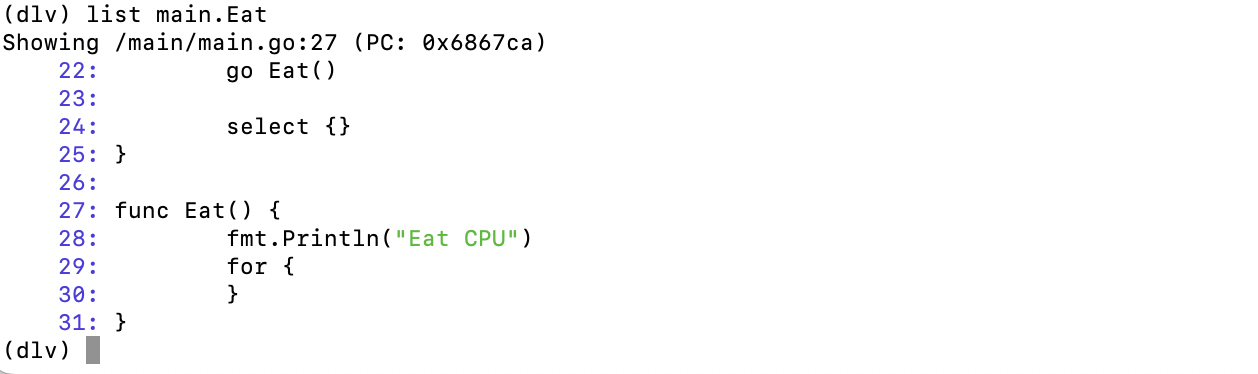 (dlv) list main.Eat
Showing /main/main.go:27 (PC: 0x6867ca)
    22:		go Eat()
    23:
    24:		select {}
    25:	}
    26:
    27:	func Eat() {
    28:		fmt.Println("Eat CPU")
    29:		for {
    30:		}
    31:	}
(dlv)